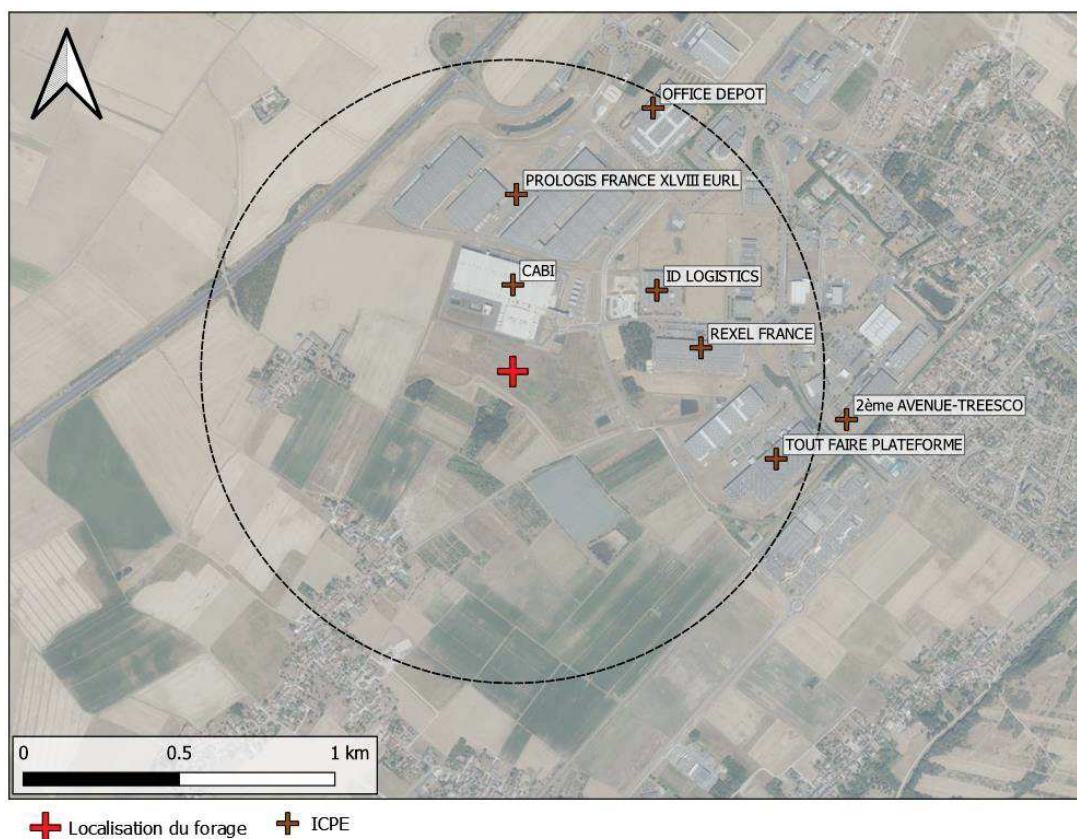 OFFICE DEPOT
PROLOGIS FRANCE XLVIII EURL
CABI
ID LOGISTICS
REXEL FRANCE
2ème AVENUE-TREESCO
TOUT FAIRE PLATEFORME
0 0.5 1 km
Localisation du forage ICPE